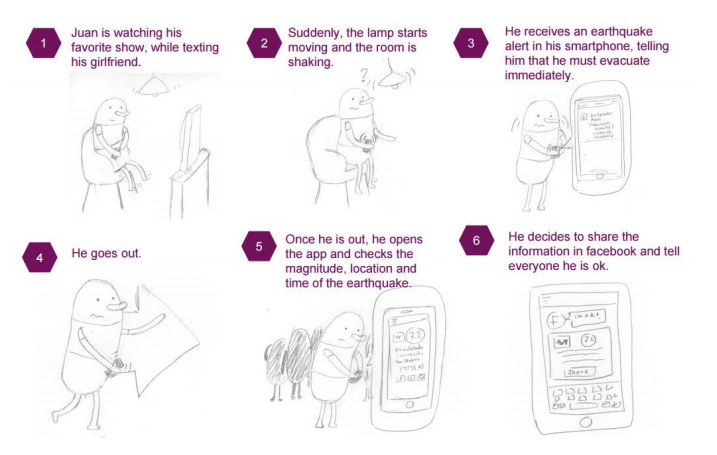 1
Juan is watching his
favorite show, while texting
his girlfriend.
2
Suddenly, the lamp starts
moving and the room is
shaking.
?
3
He receives an earthquake
alert in his smartphone, telling
him that he must evacuate
immediately.
4
He goes out.
5
Once he is out, he opens
the app and checks the
magnitude, location and
time of the earthquake.
7.2
6
He decides to share the
information in facebook and tell
everyone he is ok.
F
Share